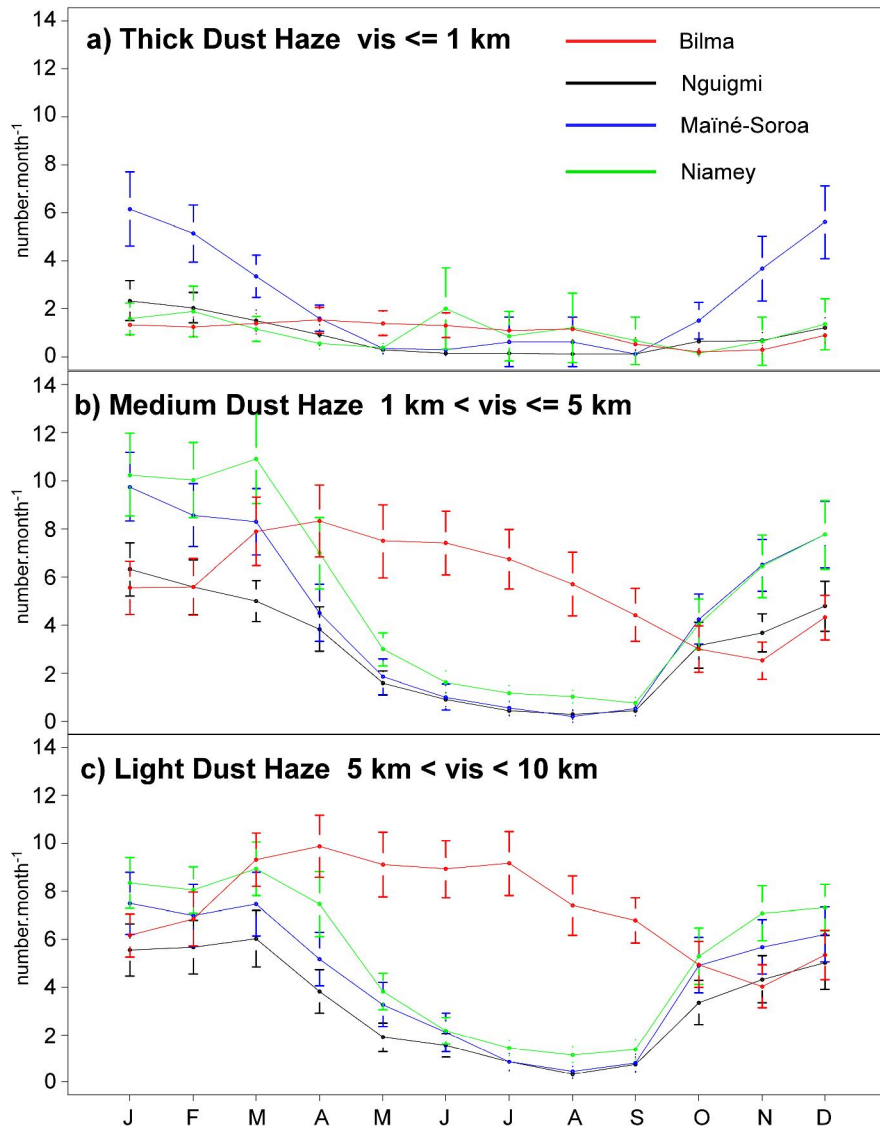 a) Thick Dust Haze vis <= 1 km
Bilma
Nguigmi
Maïné-Soroa
Niamey
14
12
10
8
6
4
2
0
number.month⁻¹
b) Medium Dust Haze 1 km < vis <= 5 km
14
12
10
8
6
4
2
0
number.month⁻¹
c) Light Dust Haze 5 km < vis < 10 km
14
12
10
8
6
4
2
0
number.month⁻¹
J F M A M J J A S O N D